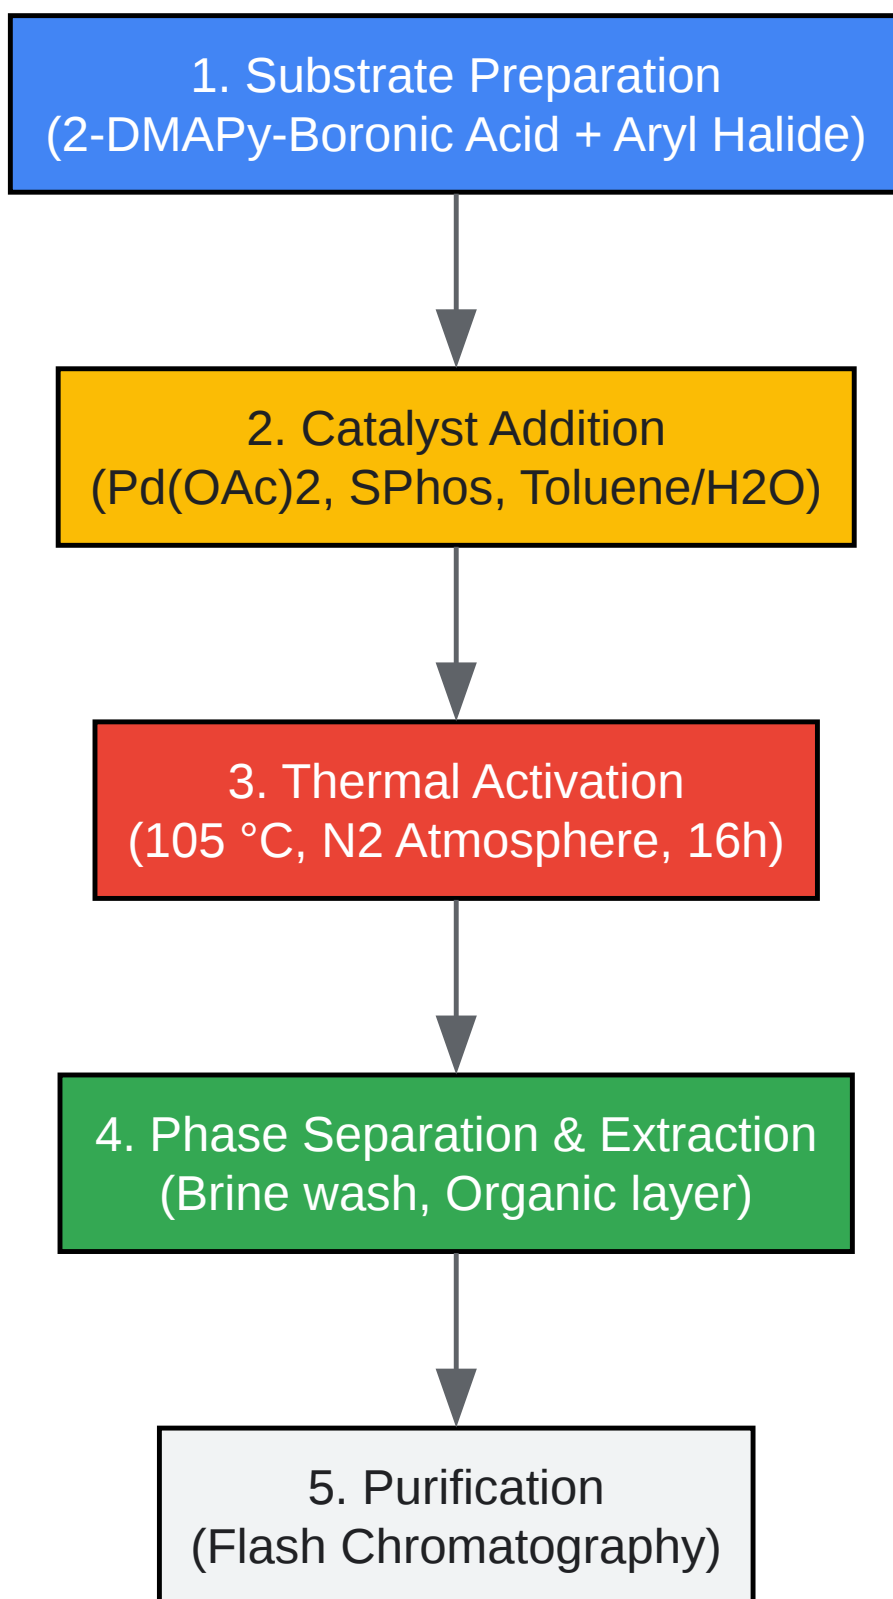 1. Substrate Preparation
(2-DMAPy-Boronic Acid + Aryl Halide)
2. Catalyst Addition
(Pd(OAc)2, SPhos, Toluene/H2O)
3. Thermal Activation
(105 °C, N2 Atmosphere, 16h)
4. Phase Separation & Extraction
(Brine wash, Organic layer)
5. Purification
(Flash Chromatography)